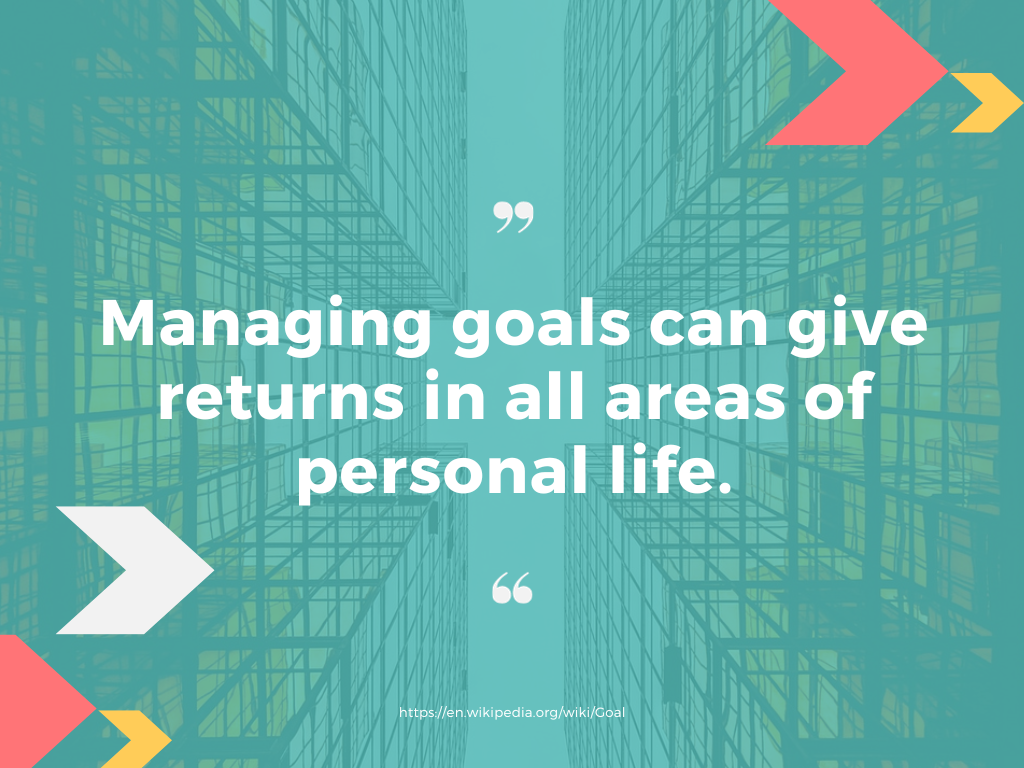 ”
Managing goals can give
returns in all areas of
personal life.
“
https://en.wikipedia.org/wiki/Goal